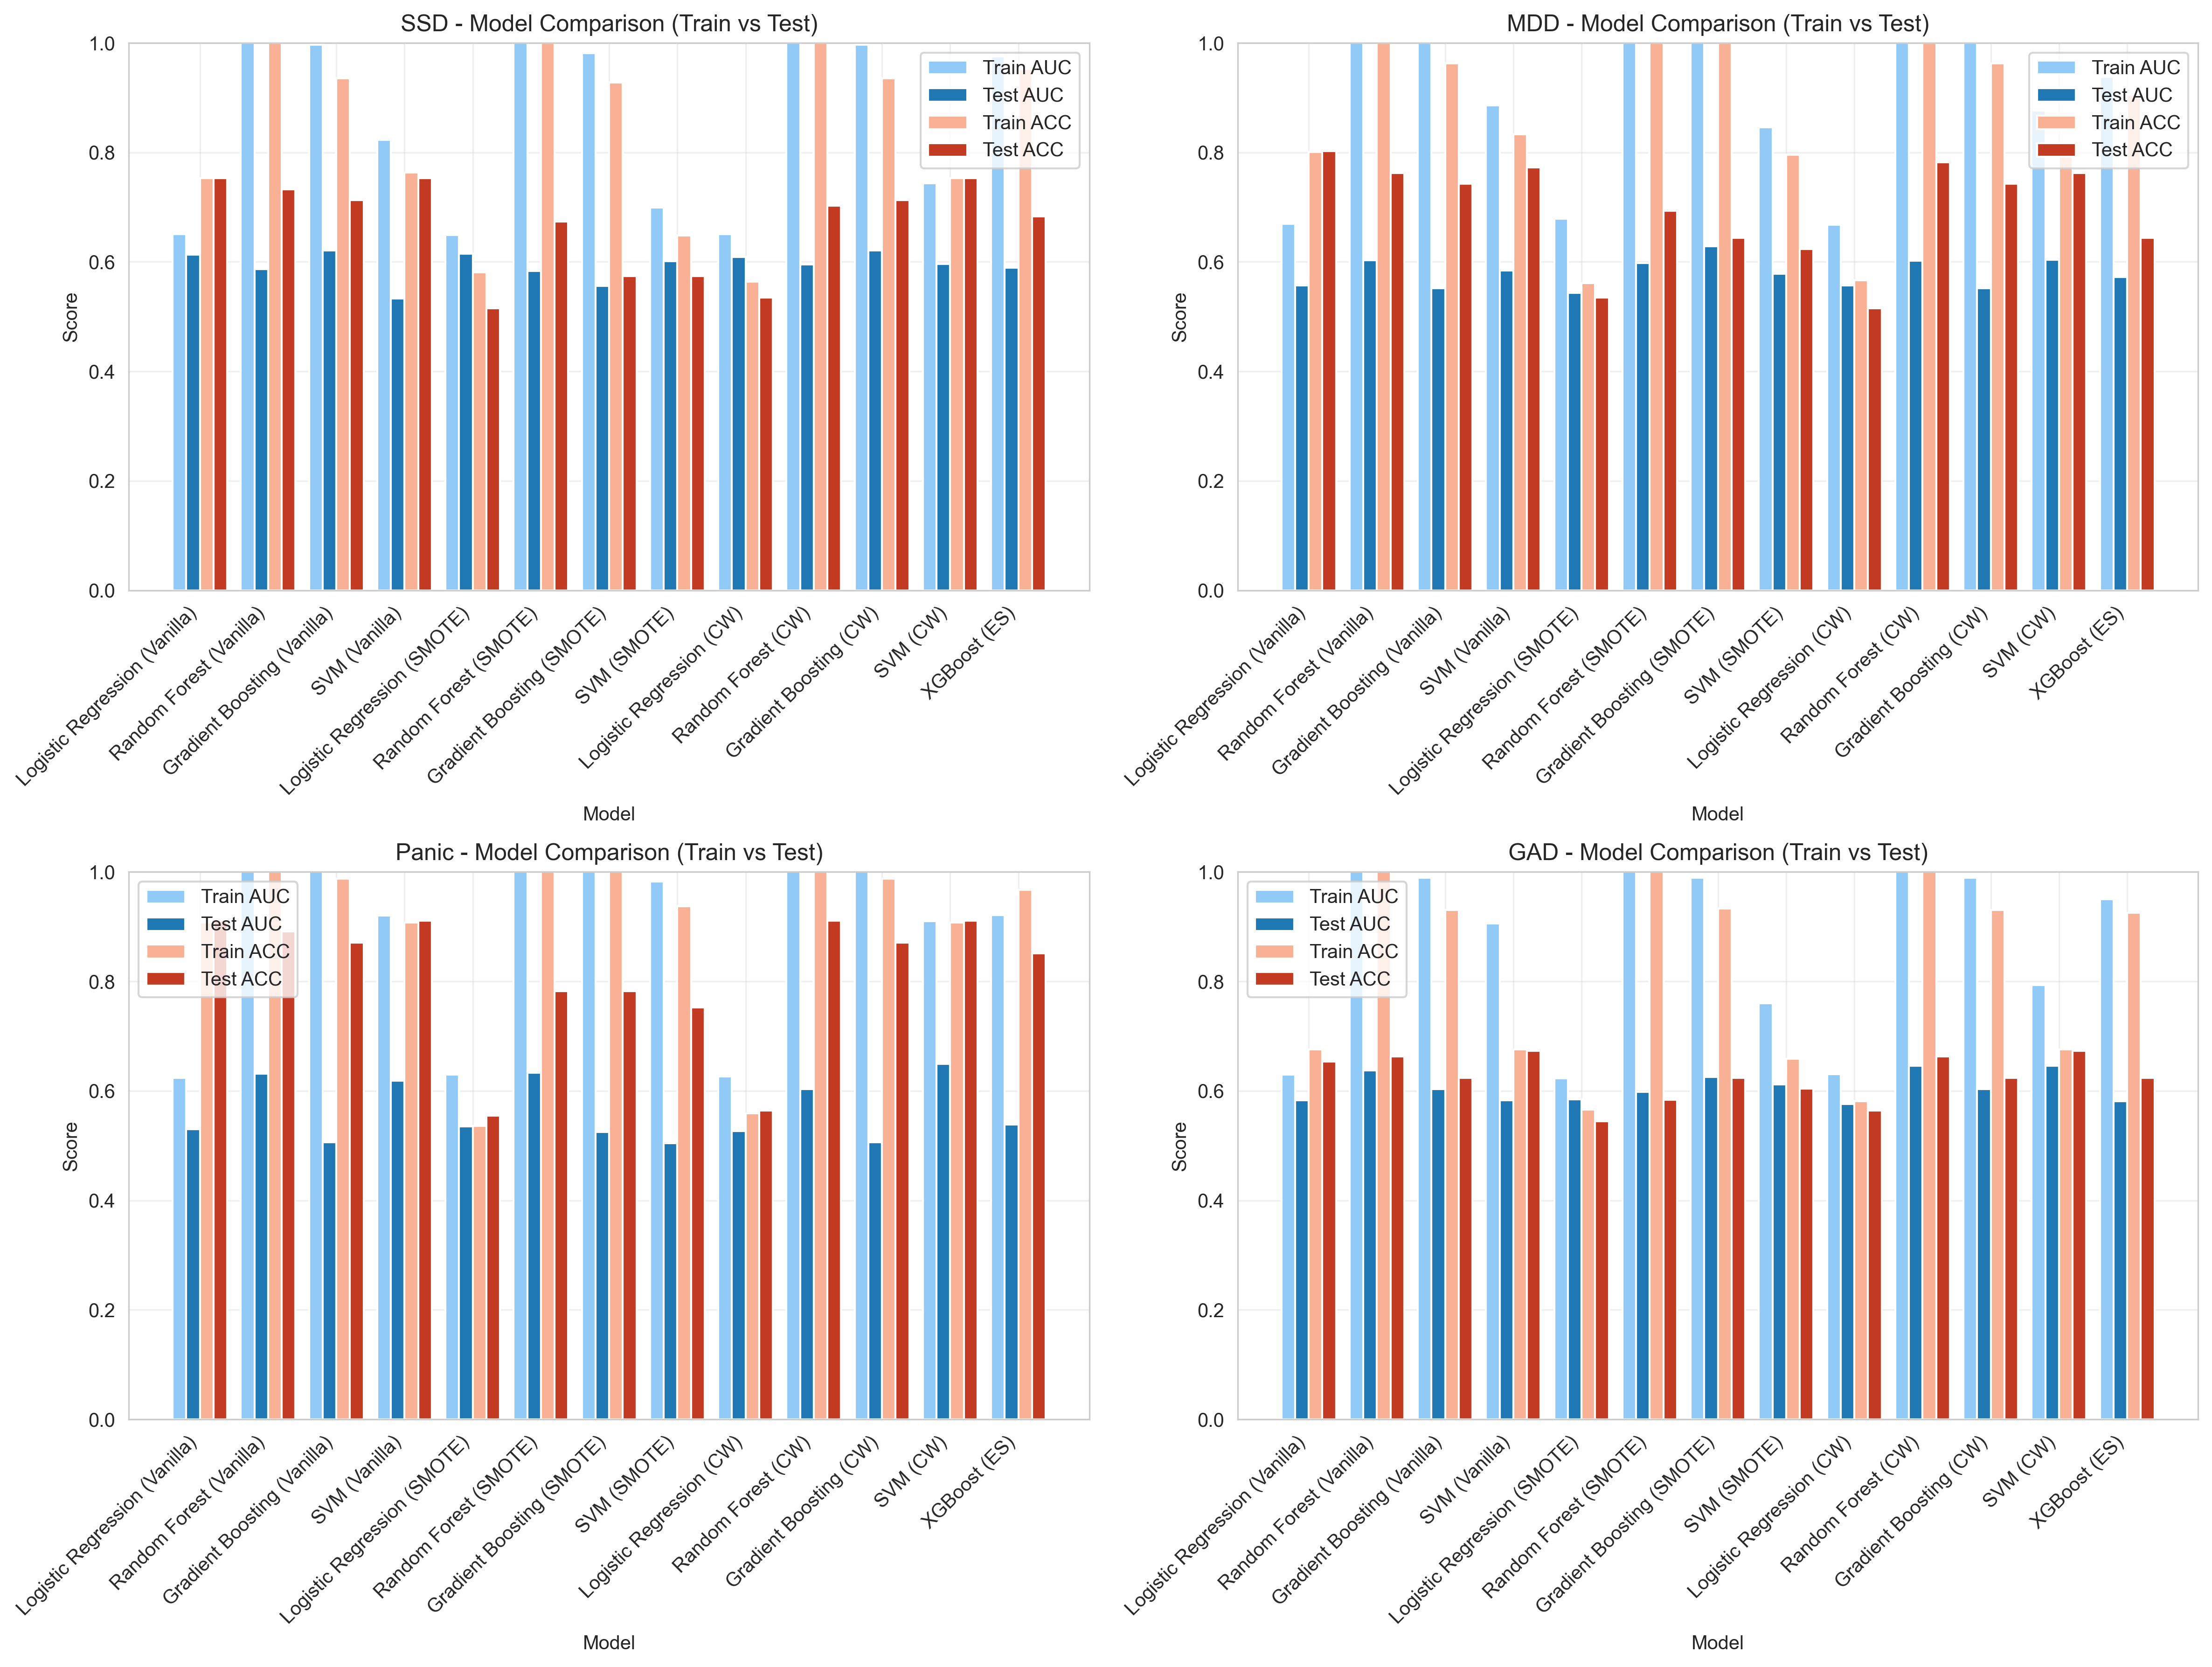 SSD - Model Comparison (Train vs Test)
1.0
0.8
0.6
0.4
0.2
0.0
Score
Train AUC
Test AUC
Train ACC
Test ACC
Logistic Regression (Vanilla)
Random Forest (Vanilla)
Gradient Boosting (Vanilla)
SVM (Vanilla)
Logistic Regression (SMOTE)
Random Forest (SMOTE)
Gradient Boosting (SMOTE)
SVM (SMOTE)
Logistic Regression (CW)
Random Forest (CW)
Gradient Boosting (CW)
SVM (CW)
XGBoost (ES)
Model
MDD - Model Comparison (Train vs Test)
1.0
0.8
0.6
0.4
0.2
0.0
Score
Train AUC
Test AUC
Train ACC
Test ACC
Logistic Regression (Vanilla)
Random Forest (Vanilla)
Gradient Boosting (Vanilla)
SVM (Vanilla)
Logistic Regression (SMOTE)
Random Forest (SMOTE)
Gradient Boosting (SMOTE)
SVM (SMOTE)
Logistic Regression (CW)
Random Forest (CW)
Gradient Boosting (CW)
SVM (CW)
XGBoost (ES)
Model
Panic - Model Comparison (Train vs Test)
1.0
0.8
0.6
0.4
0.2
0.0
Score
Train AUC
Test AUC
Train ACC
Test ACC
Logistic Regression (Vanilla)
Random Forest (Vanilla)
Gradient Boosting (Vanilla)
SVM (Vanilla)
Logistic Regression (SMOTE)
Random Forest (SMOTE)
Gradient Boosting (SMOTE)
SVM (SMOTE)
Logistic Regression (CW)
Random Forest (CW)
Gradient Boosting (CW)
SVM (CW)
XGBoost (ES)
Model
GAD - Model Comparison (Train vs Test)
1.0
0.8
0.6
0.4
0.2
0.0
Score
Train AUC
Test AUC
Train ACC
Test ACC
Logistic Regression (Vanilla)
Random Forest (Vanilla)
Gradient Boosting (Vanilla)
SVM (Vanilla)
Logistic Regression (SMOTE)
Random Forest (SMOTE)
Gradient Boosting (SMOTE)
SVM (SMOTE)
Logistic Regression (CW)
Random Forest (CW)
Gradient Boosting (CW)
SVM (CW)
XGBoost (ES)
Model